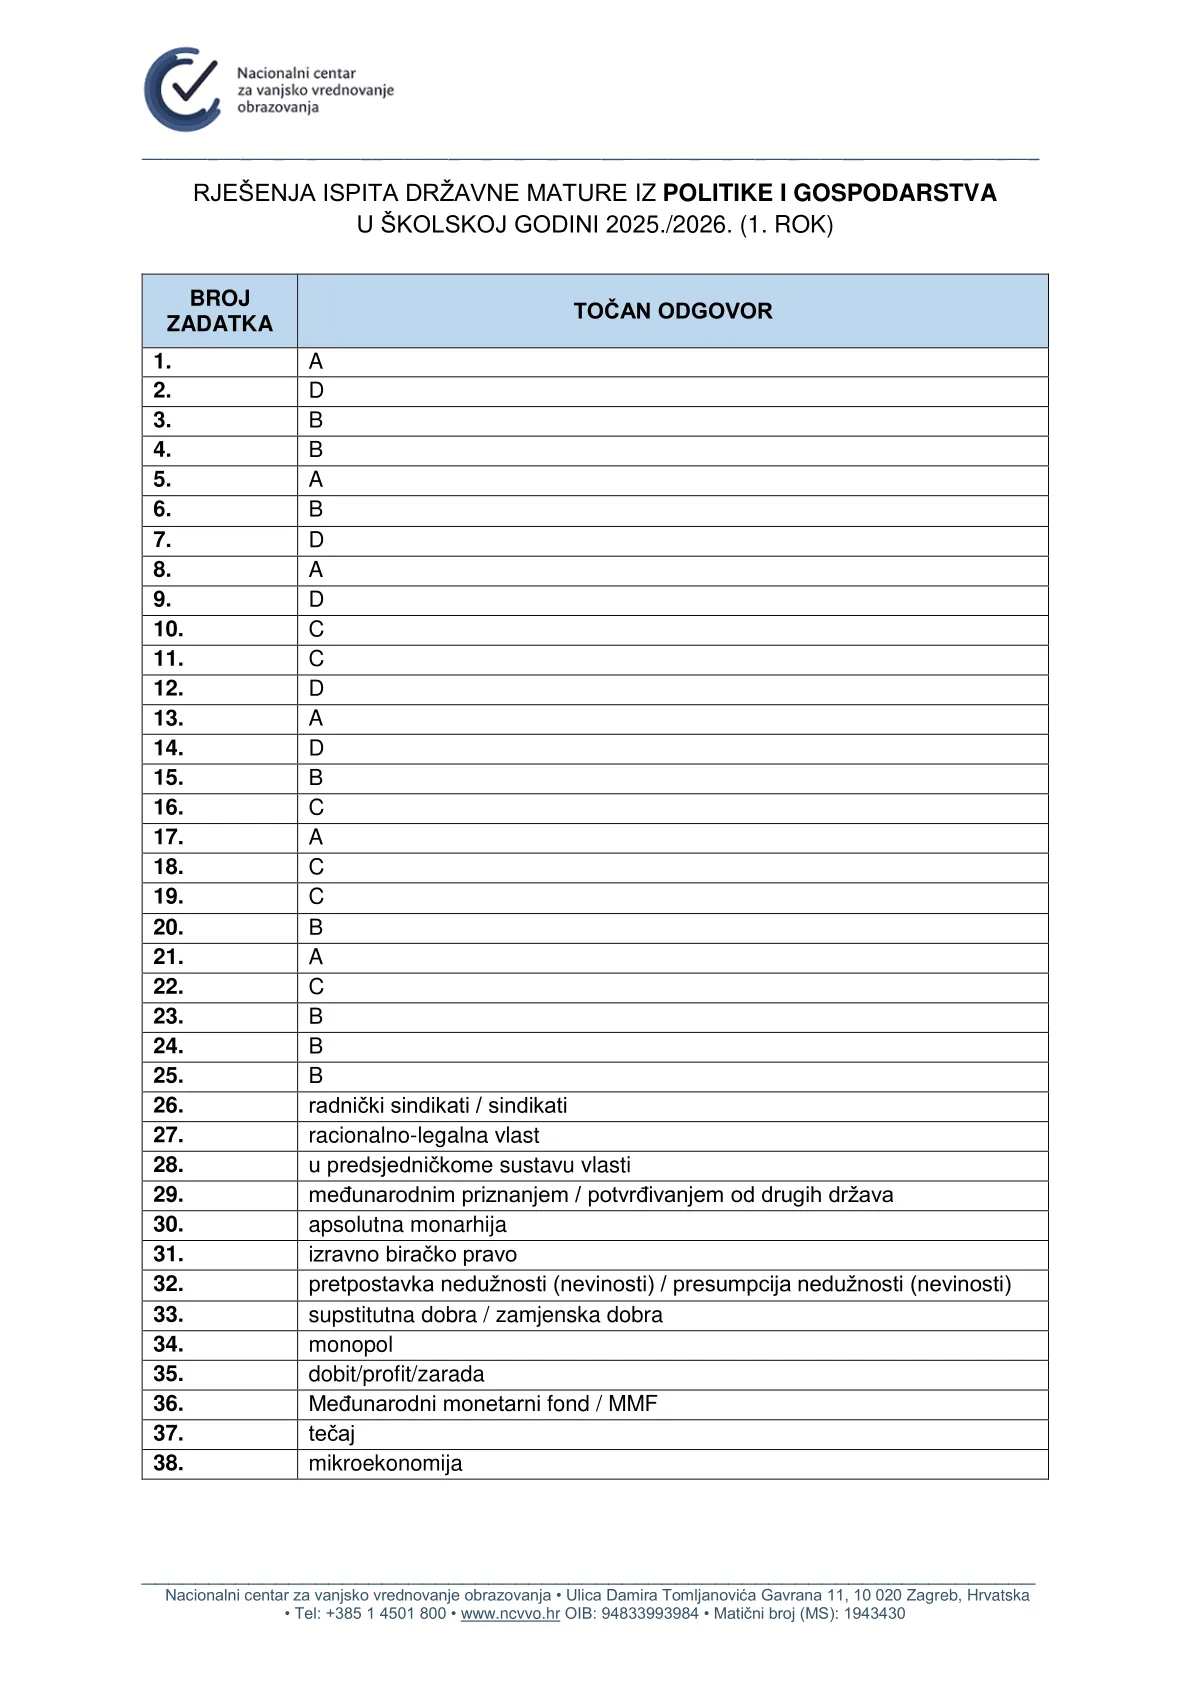 Nacionalni centar
za vanjsko vrednovanje
obrazovanja
RJEŠENJA ISPITA DRŽAVNE MATURE IZ POLITIKE I GOSPODARSTVA
U ŠKOLSKOJ GODINI 2025./2026. (1. ROK)
BROJ
ZADATKA
TOČAN ODGOVOR
1. A
2. D
3. B
4. B
5. A
6. B
7. D
8. A
9. D
10. C
11. C
12. D
13. A
14. D
15. B
16. C
17. A
18. C
19. C
20. B
21. A
22. C
23. B
24. B
25. B
26. radnički sindikati / sindikati
27. racionalno-legalna vlast
28. u predsjedničkome sustavu vlasti
29. međunarodnim priznanjem / potvrđivanjem od drugih država
30. apsolutna monarhija
31. izravno biračko pravo
32. pretpostavka nedužnosti (nevinosti) / presumpcija nedužnosti (nevinosti)
33. supstitutna dobra / zamjenska dobra
34. monopol
35. dobit/profit/zarada
36. Međunarodni monetarni fond / MMF
37. tečaj
38. mikroekonomija
Nacionalni centar za vanjsko vrednovanje obrazovanja • Ulica Damira Tomljanovića Gavrana 11, 10 020 Zagreb, Hrvatska
• Tel: +385 1 4501 800 • www.ncvvo.hr OIB: 94833993984 • Matični broj (MS): 1943430